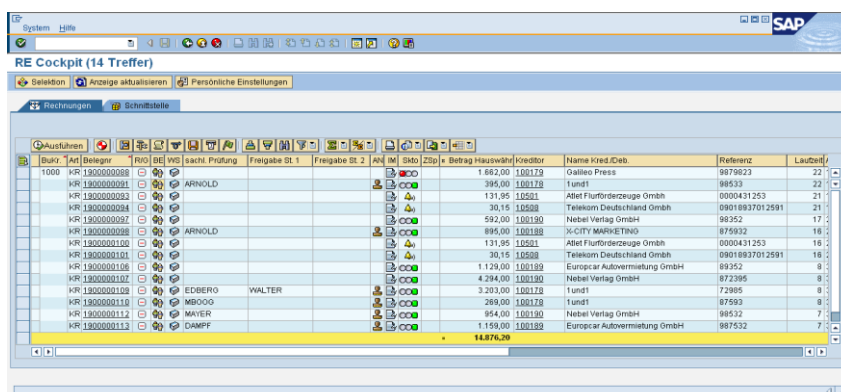 System Hilfe
SAP
RE Cockpit (14 Treffer)
Selektion Anzeige aktualisieren Persönliche Einstellungen
Rechnungen Schnittstelle
Ausführen
BuKr. Art Belegnr R/G BE WS sachl. Prüfung Freigabe St. 1 Freigabe St. 2 AN IM Skto ZSp Betrag Hauswähr Kreditor Name Kred./Deb. Referenz Laufzeit
1000 KR 1900000088 1.662,00 100179 Galileo Press 9879823 22
KR 1900000091 ARNOLD 395,00 100178 1und1 98533 22
KR 1900000093 131,95 10501 Atlet Flurförderzeuge Gmbh 0000431253 21
KR 1900000094 30,15 10508 Telekom Deutschland Gmbh 09018937012591 21
KR 1900000097 592,00 100190 Nebel Verlag GmbH 98352 17
KR 1900000098 ARNOLD 895,00 100188 X-CITY MARKETING 875932 16
KR 1900000100 131,95 10501 Atlet Flurförderzeuge Gmbh 0000431253 16
KR 1900000101 30,15 10508 Telekom Deutschland Gmbh 09018937012591 16
KR 1900000106 1.129,00 100189 Europcar Autovermietung GmbH 89352 8
KR 1900000107 4.294,00 100190 Nebel Verlag GmbH 872395 8
KR 1900000109 EDBERG WALTER 3.203,00 100178 1und1 72985 8
KR 1900000110 MBOOG 269,00 100178 1und1 87593 8
KR 1900000112 MAYER 954,00 100190 Nebel Verlag GmbH 98532 7
KR 1900000113 DAMPF 1.159,00 100189 Europcar Autovermietung GmbH 987532 7
14.876,20